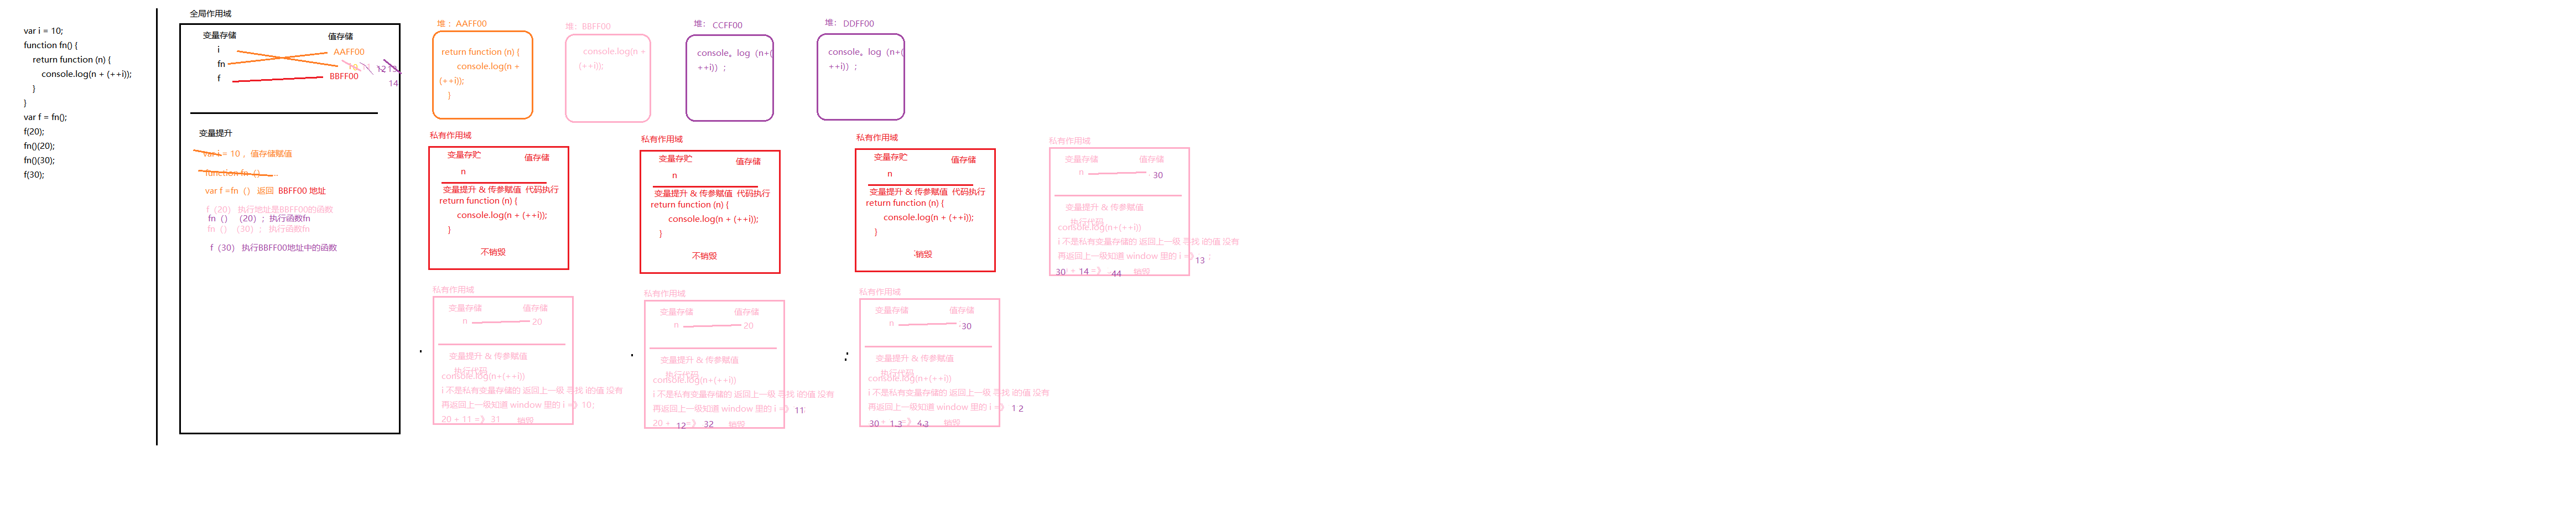 var i = 10;
function fn() {
return function (n) {
console.log(n + (++i));
}
}
var f = fn();
f(20);
fn()(20);
fn()(30);
f(30);
全局作用域
变量存储 值存储
i AAFF00
fn 10 12 13
f BBFF00
14
变量提升
var i = 10 ，值存储赋值
function fn（）
var f =fn（） 返回 BBFF00 地址
f（20） 执行地址是BBFF00的函数
fn（）（20）；执行函数fn
fn（）（30）；执行函数fn
f（30） 执行BBFF00地址中的函数
堆：AAFF00
return function (n) {
console.log(n +
(++i));
}
堆：BBFF00
console.log(n +
(++i));
堆： CCFF00
console。log（n+(
++i)）；
堆： DDFF00
console。log（n+(
++i)）；
私有作用域
变量存贮 值存储
n
变量提升 & 传参赋值 代码执行
return function (n) {
console.log(n + (++i));
}
不销毁
私有作用域
变量存贮 值存储
n
变量提升 & 传参赋值 代码执行
return function (n) {
console.log(n + (++i));
}
不销毁
私有作用域
变量存贮 值存储
n
变量提升 & 传参赋值 代码执行
return function (n) {
console.log(n + (++i));
}
销毁
私有作用域
变量存储 值存储
n 30
变量提升 & 传参赋值
执行代码
console.log(n+(++i))
i 不是私有变量存储的 返回上一级 寻找 i的值 没有
再返回上一级知道 window 里的 i =》13 ;
30 + 14 =》 44 销毁
私有作用域
变量存储 值存储
n 20
变量提升 & 传参赋值
执行代码
console.log(n+(++i))
i 不是私有变量存储的 返回上一级 寻找 i的值 没有
再返回上一级知道 window 里的 i =》10;
20 + 11 =》 31 销毁
私有作用域
变量存储 值存储
n 20
变量提升 & 传参赋值
执行代码
console.log(n+(++i))
i 不是私有变量存储的 返回上一级 寻找 i的值 没有
再返回上一级知道 window 里的 i =》 11
20 + 12 =》 32 销毁
私有作用域
变量存储 值存储
n 30
变量提升 & 传参赋值
执行代码
console.log(n+(++i))
i 不是私有变量存储的 返回上一级 寻找 i的值 没有
再返回上一级知道 window 里的 i =》 1 2
30 + 1.3 =》 4.3 销毁